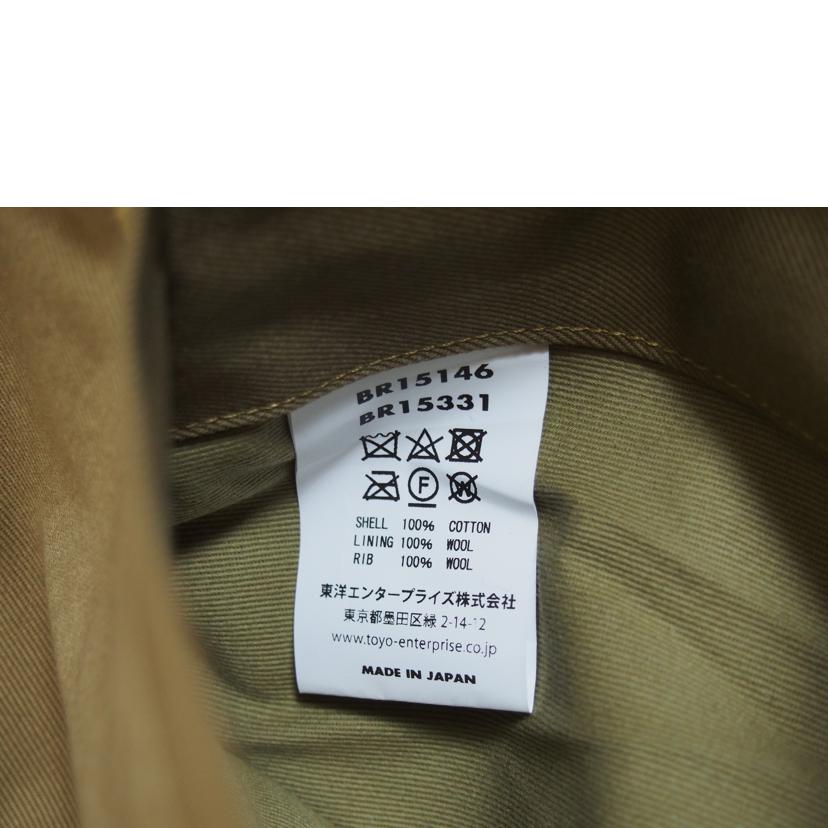 BR15146
BR15331
F W
SHELL 100% COTTON
LINING 100% WOOL
RIB 100% WOOL
東洋エンタープライズ株式会社
東京都墨田区緑 2-14-12
www.toyo-enterprise.co.jp
MADE IN JAPAN